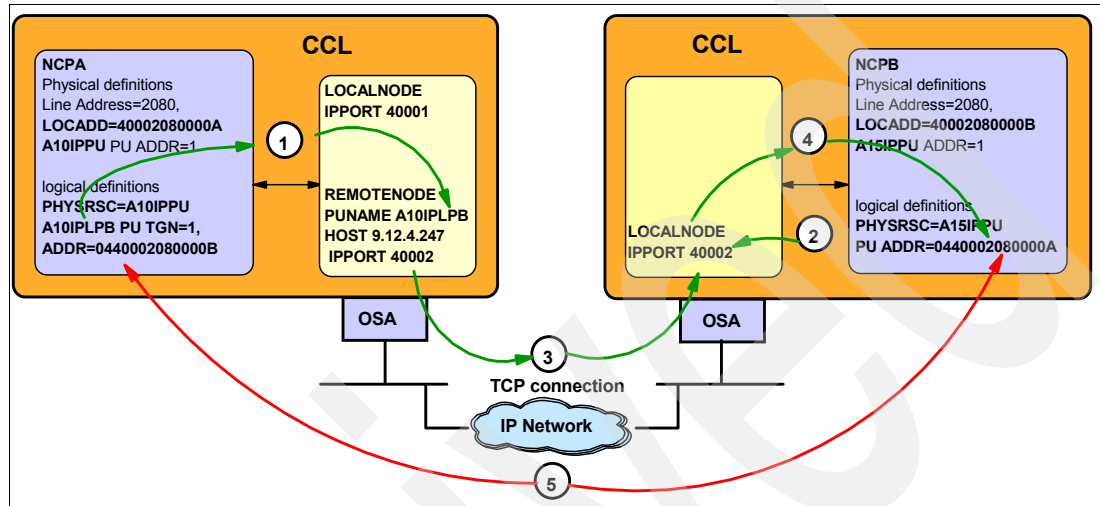 CCL
NCPA
Physical definitions
Line Address=2080,
LOCADD=40002080000A
A10IPPU PU ADDR=1
logical definitions
PHYSRSC=A10IPPU
A10IPLPB PU TGN=1,
ADDR=0440002080000B
1
LOCALNODE
IPPORT 40001
REMOTENODE
PUNAME A10IPLPB
HOST 9.12.4.247
IPPORT 40002
OSA
CCL
LOCALNODE
IPPORT 40002
4
2
NCPB
Physical definitions
Line Address=2080,
LOCADD=40002080000B
A15IPPU ADDR=1
logical definitions
PHYSRSC=A15IPPU
PU ADDR=0440002080000A
OSA
3
TCP connection
IP Network
5